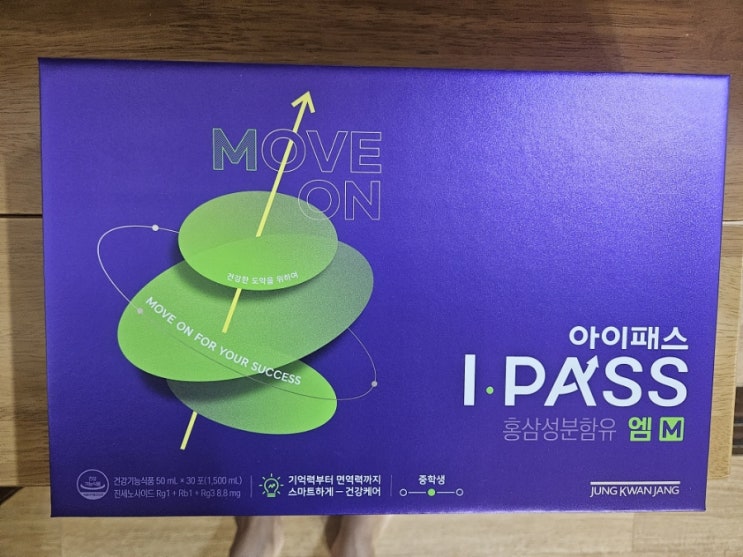 MOVE
ON
건강한 도약을 위하여
MOVE ON FOR YOUR SUCCESS
아이패스
I·PASS
홍삼성분함유 엠 M
건강기능식품 50 mL × 30 포(1,500 mL)
진세노사이드 Rg1 + Rb1 + Rg3 8.8 mg
기억력부터 면역력까지
스마트하게 – 건강케어
중학생
JUNG KWAN JANG